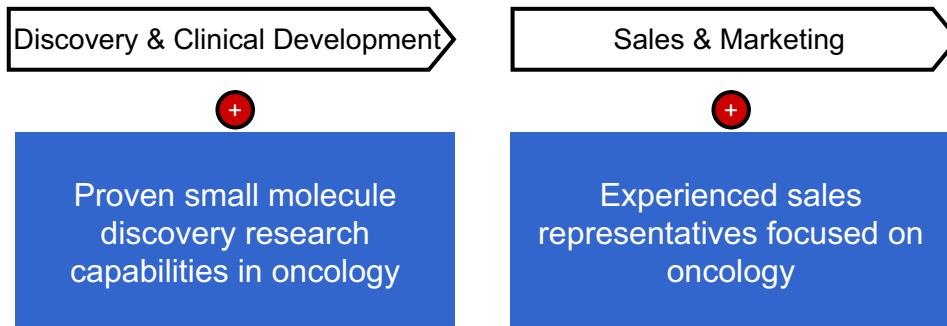 Discovery & Clinical Development
Sales & Marketing
+
+
Proven small molecule
discovery research
capabilities in oncology
Experienced sales
representatives focused on
oncology